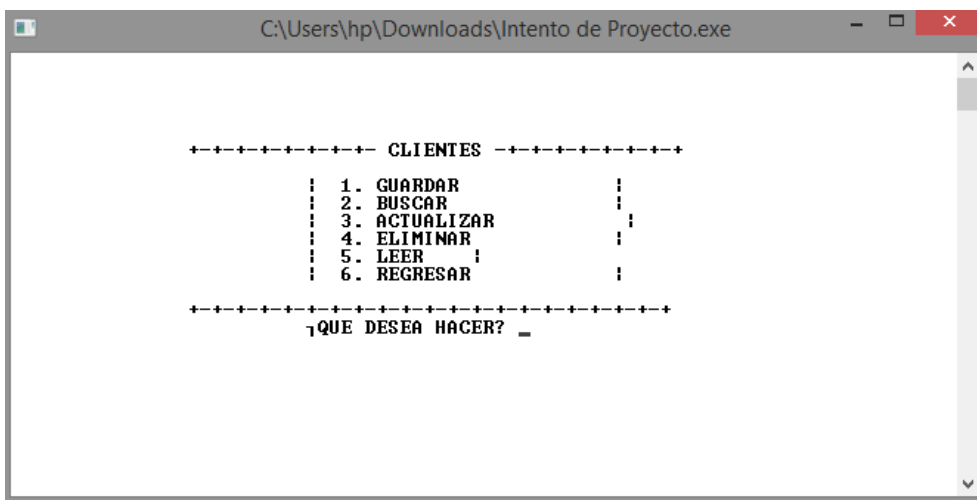 C:\Users\hp\Downloads\Intento de Proyecto.exe
+-+-+-+-+-+-+-+- CLIENTES -+-+-+-+-+-+-+-+
¦ 1. GUARDAR ¦
¦ 2. BUSCAR ¦
¦ 3. ACTUALIZAR ¦
¦ 4. ELIMINAR ¦
¦ 5. LEER ¦
¦ 6. REGRESAR ¦
+-+-+-+-+-+-+-+-+-+-+-+-+-+-+-+-+-+-+-+-+
┐QUE DESEA HACER? _